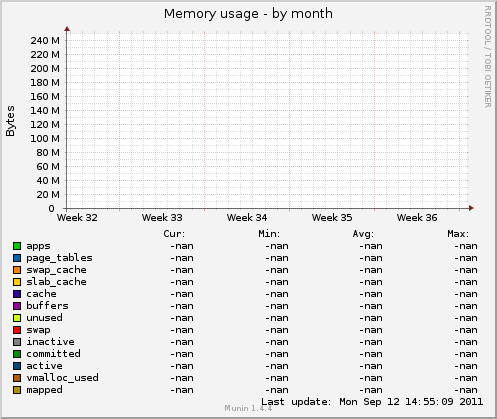 Memory usage - by month
RRDTOOL / TOBI OETIKER
Bytes
240 M
220 M
200 M
180 M
160 M
140 M
120 M
100 M
80 M
60 M
40 M
20 M
0
Week 32 Week 33 Week 34 Week 35 Week 36
Cur: Min: Avg: Max:
apps -nan -nan -nan -nan
page_tables -nan -nan -nan -nan
swap_cache -nan -nan -nan -nan
slab_cache -nan -nan -nan -nan
cache -nan -nan -nan -nan
buffers -nan -nan -nan -nan
unused -nan -nan -nan -nan
swap -nan -nan -nan -nan
inactive -nan -nan -nan -nan
committed -nan -nan -nan -nan
active -nan -nan -nan -nan
vmalloc_used -nan -nan -nan -nan
mapped -nan -nan -nan -nan
Last update: Mon Sep 12 14:55:09 2011
Munin 1.4.4